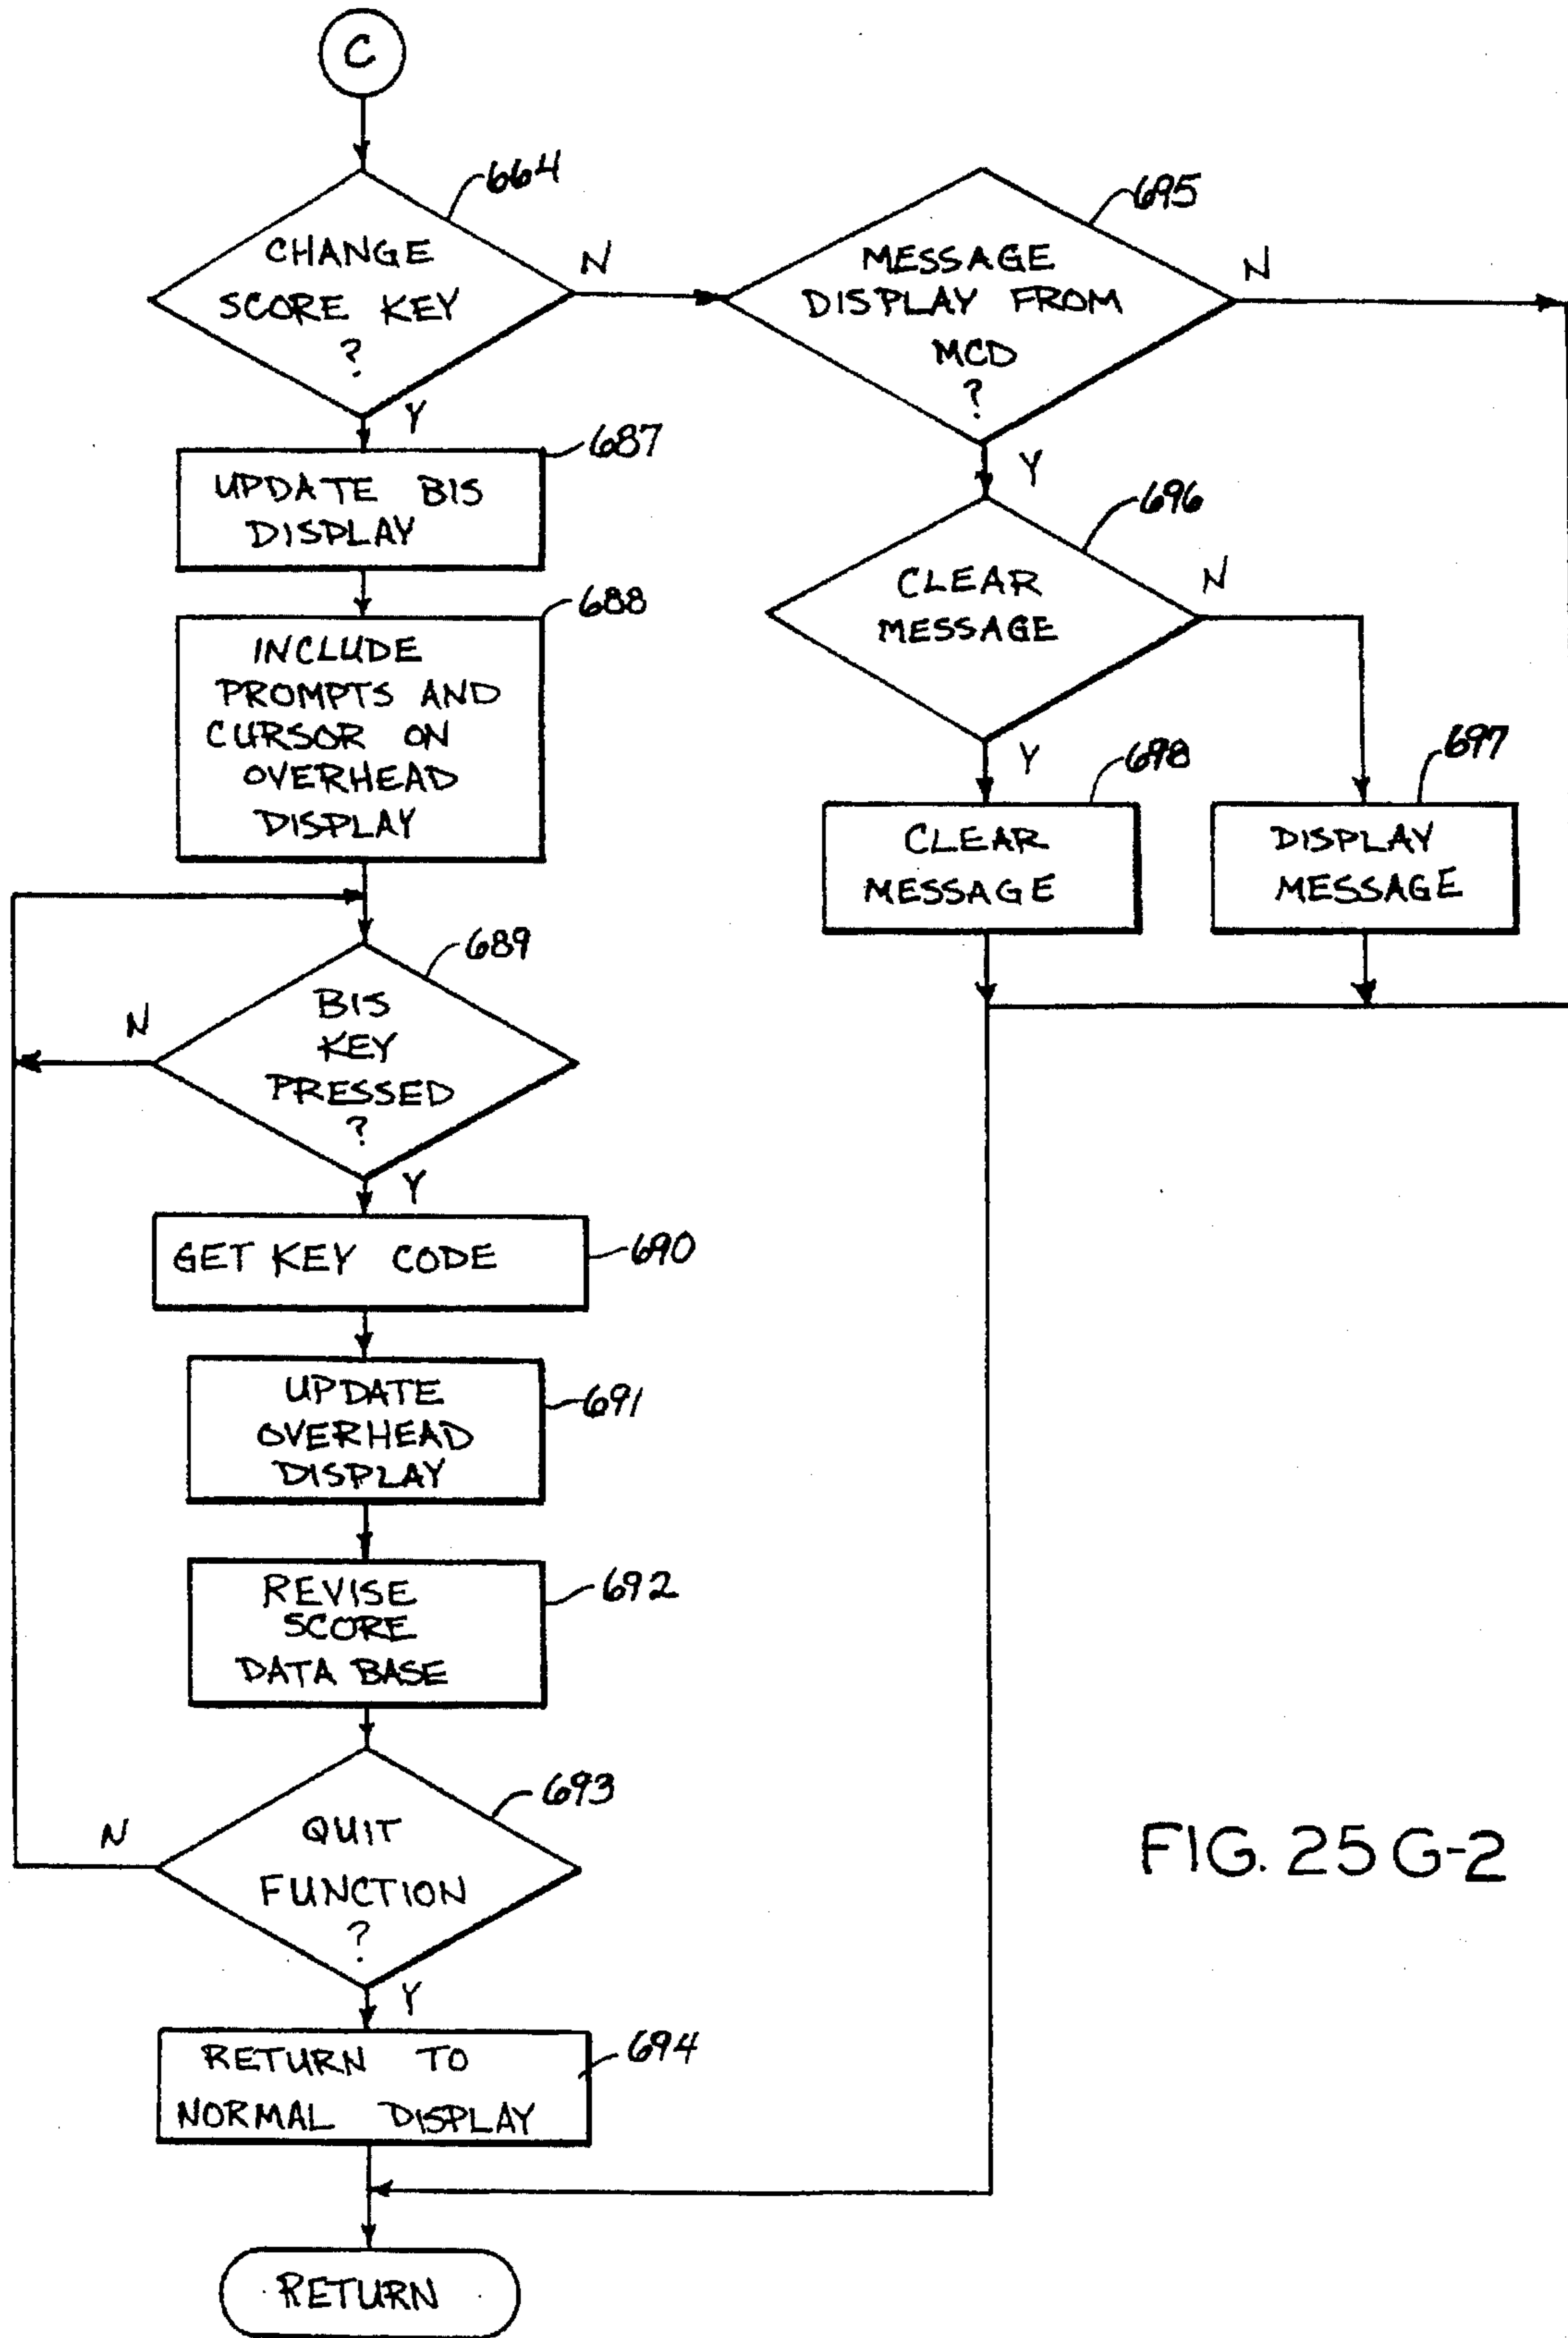 C
664
CHANGE
SCORE KEY
?
N
Y
687
UPDATE BIS
DISPLAY
688
INCLUDE
PROMPTS AND
CURSOR ON
OVERHEAD
DISPLAY
689
BIS
KEY
PRESSED
?
N
Y
GET KEY CODE
690
UPDATE
OVERHEAD
DISPLAY
691
REVISE
SCORE
DATA BASE
692
693
QUIT
FUNCTION
?
N
Y
RETURN TO
NORMAL DISPLAY
694
RETURN
695
MESSAGE
DISPLAY FROM
MCD
?
N
Y
696
CLEAR
MESSAGE
N
Y
698
CLEAR
MESSAGE
697
DISPLAY
MESSAGE
FIG. 25 G-2